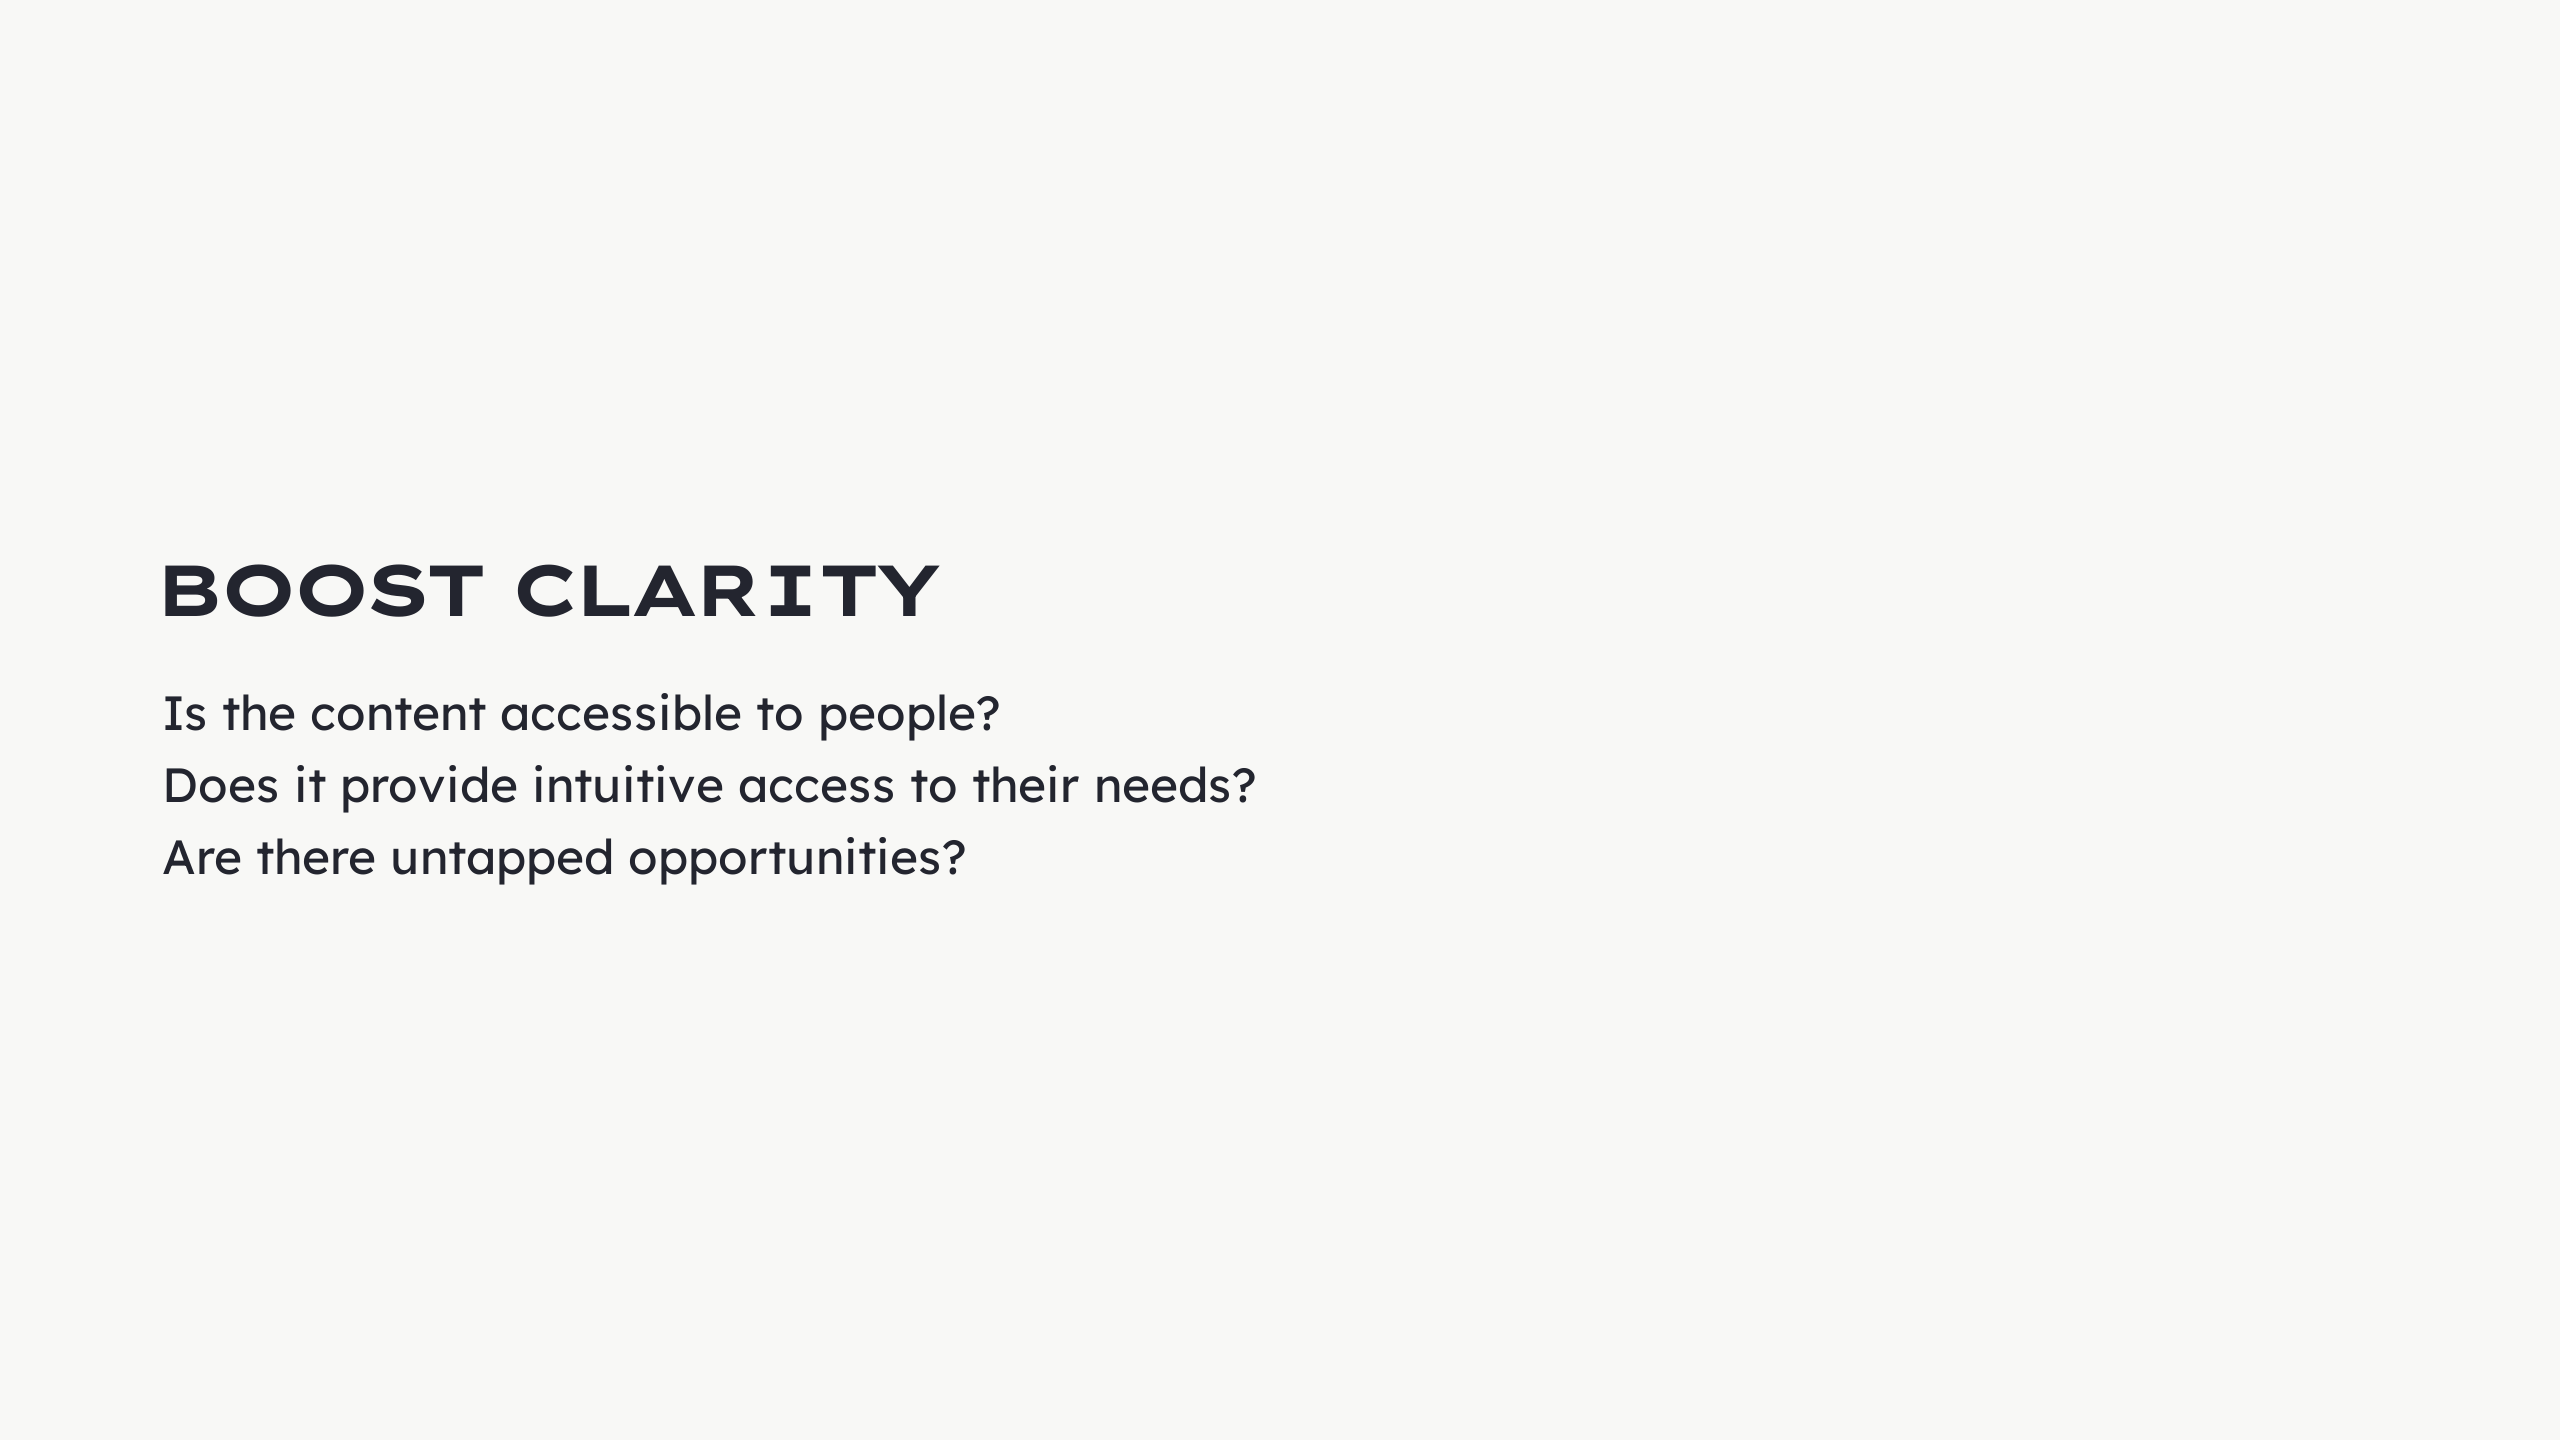 BOOST CLARITY
Is the content accessible to people?
Does it provide intuitive access to their needs?
Are there untapped opportunities?